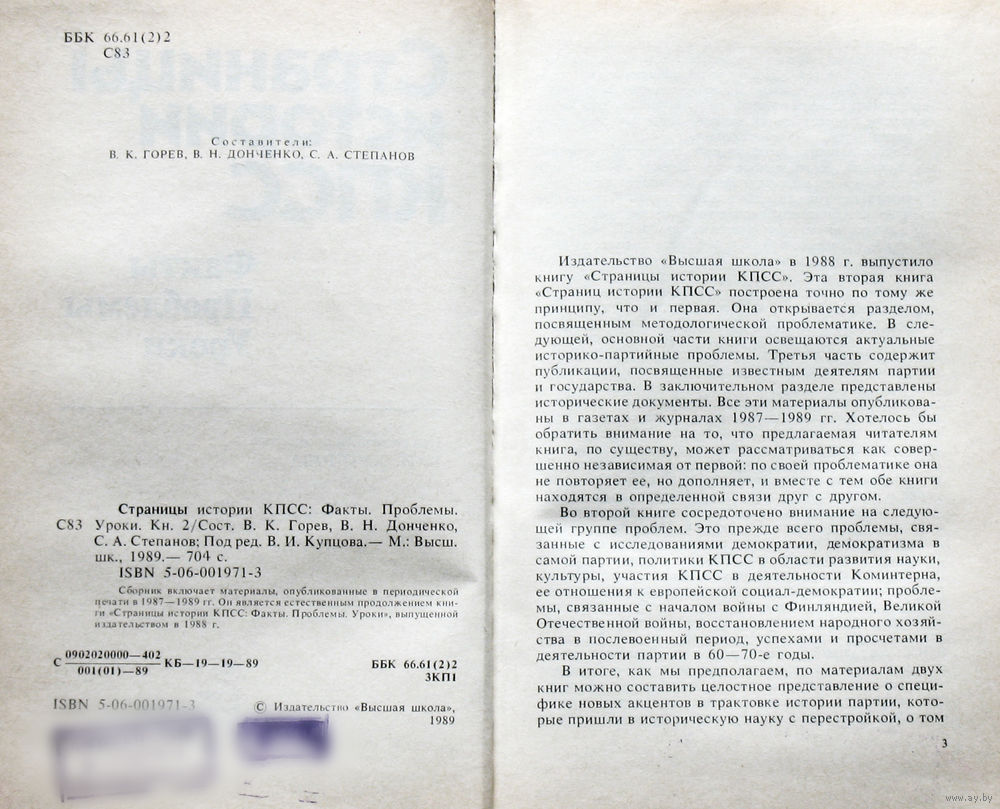 ББК 66.61(2)2
С83
Составители:
В. К. ГОРЕВ, В. Н. ДОНЧЕНКО, С. А. СТЕПАНОВ
Страницы истории КПСС: Факты. Проблемы.
С83 Уроки. Кн. 2/Сост. В. К. Горев, В. Н. Донченко,
С. А. Степанов; Под ред. В. И. Купцова.— М.: Высш.
шк., 1989.— 704 с.
ISBN 5-06-001971-3
Сборник включает материалы, опубликованные в периодической
печати в 1987—1989 гг. Он является естественным продолжением кни-
ги «Страницы истории КПСС: Факты. Проблемы. Уроки», выпущенной
издательством в 1988 г.
С 0902020000—402
001(01)—89 КБ—19—19—89
ББК 66.61(2)2
3КП1
ISBN 5-06-001971-3
© Издательство «Высшая школа»,
1989
Издательство «Высшая школа» в 1988 г. выпустило
книгу «Страницы истории КПСС». Эта вторая книга
«Страниц истории КПСС» построена точно по тому же
принципу, что и первая. Она открывается разделом,
посвященным методологической проблематике. В сле-
дующей, основной части книги освещаются актуальные
историко-партийные проблемы. Третья часть содержит
публикации, посвященные известным деятелям партии
и государства. В заключительном разделе представлены
исторические документы. Все эти материалы опубликова-
ны в газетах и журналах 1987—1989 гг. Хотелось бы
обратить внимание на то, что предлагаемая читателям
книга, по существу, может рассматриваться как совер-
шенно независимая от первой: по своей проблематике она
не повторяет ее, но дополняет, и вместе с тем обе книги
находятся в определенной связи друг с другом.
Во второй книге сосредоточено внимание на следую-
щей группе проблем. Это прежде всего проблемы, свя-
занные с исследованиями демократии, демократизма в
самой партии, политики КПСС в области развития науки,
культуры, участия КПСС в деятельности Коминтерна,
ее отношения к европейской социал-демократии; пробле-
мы, связанные с началом войны с Финляндией, Великой
Отечественной войны, восстановлением народного хозяй-
ства в послевоенный период, успехами и просчетами в
деятельности партии в 60—70-е годы.
В итоге, как мы предполагаем, по материалам двух
книг можно составить целостное представление о специ-
фике новых акцентов в трактовке истории партии, кото-
рые пришли в историческую науку с перестройкой, о том
3
www.ay.by